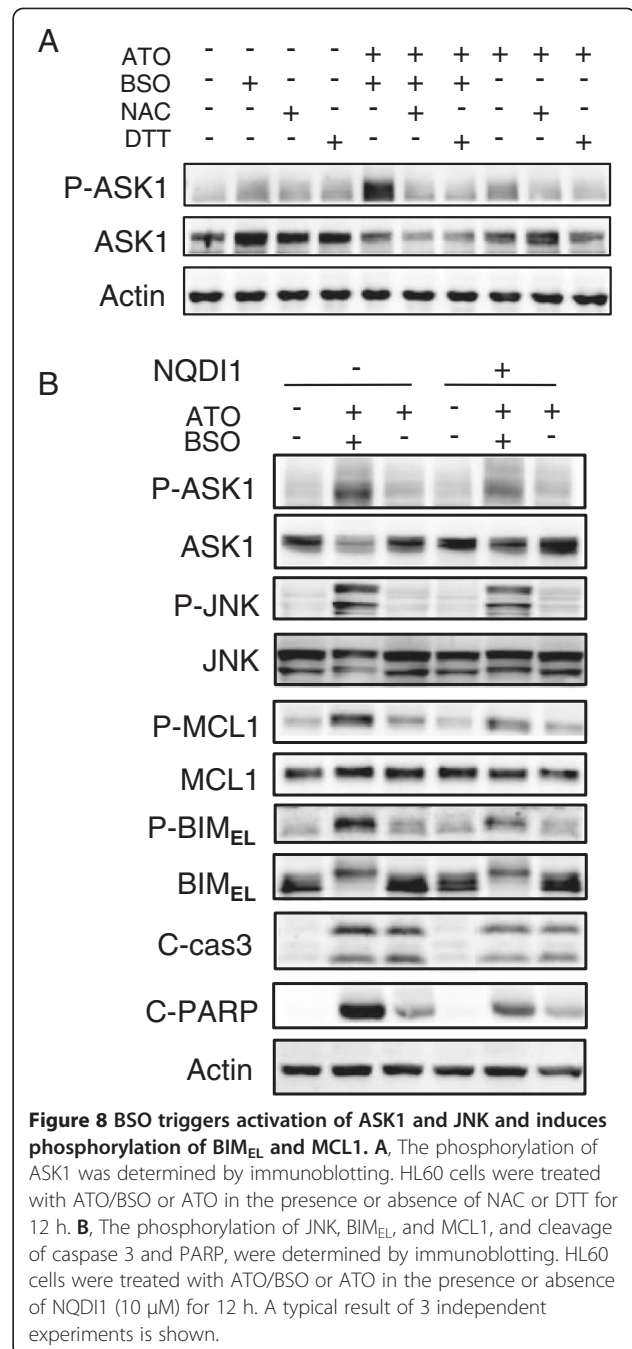 A
ATO - - - - + + + + + +
BSO - + - - + + + - - -
NAC - - + - - + - - + -
DTT - - - + - - + - - +
P-ASK1
ASK1
Actin
B
NQDI1 - +
ATO - + + - + +
BSO - + - - + -
P-ASK1
ASK1
P-JNK
JNK
P-MCL1
MCL1
P-BIM_EL
BIM_EL
C-cas3
C-PARP
Actin
Figure 8 BSO triggers activation of ASK1 and JNK and induces
phosphorylation of BIM_EL and MCL1. A, The phosphorylation of
ASK1 was determined by immunoblotting. HL60 cells were treated
with ATO/BSO or ATO in the presence or absence of NAC or DTT for
12 h. B, The phosphorylation of JNK, BIM_EL, and MCL1, and cleavage
of caspase 3 and PARP, were determined by immunoblotting. HL60
cells were treated with ATO/BSO or ATO in the presence or absence
of NQDI1 (10 μM) for 12 h. A typical result of 3 independent
experiments is shown.